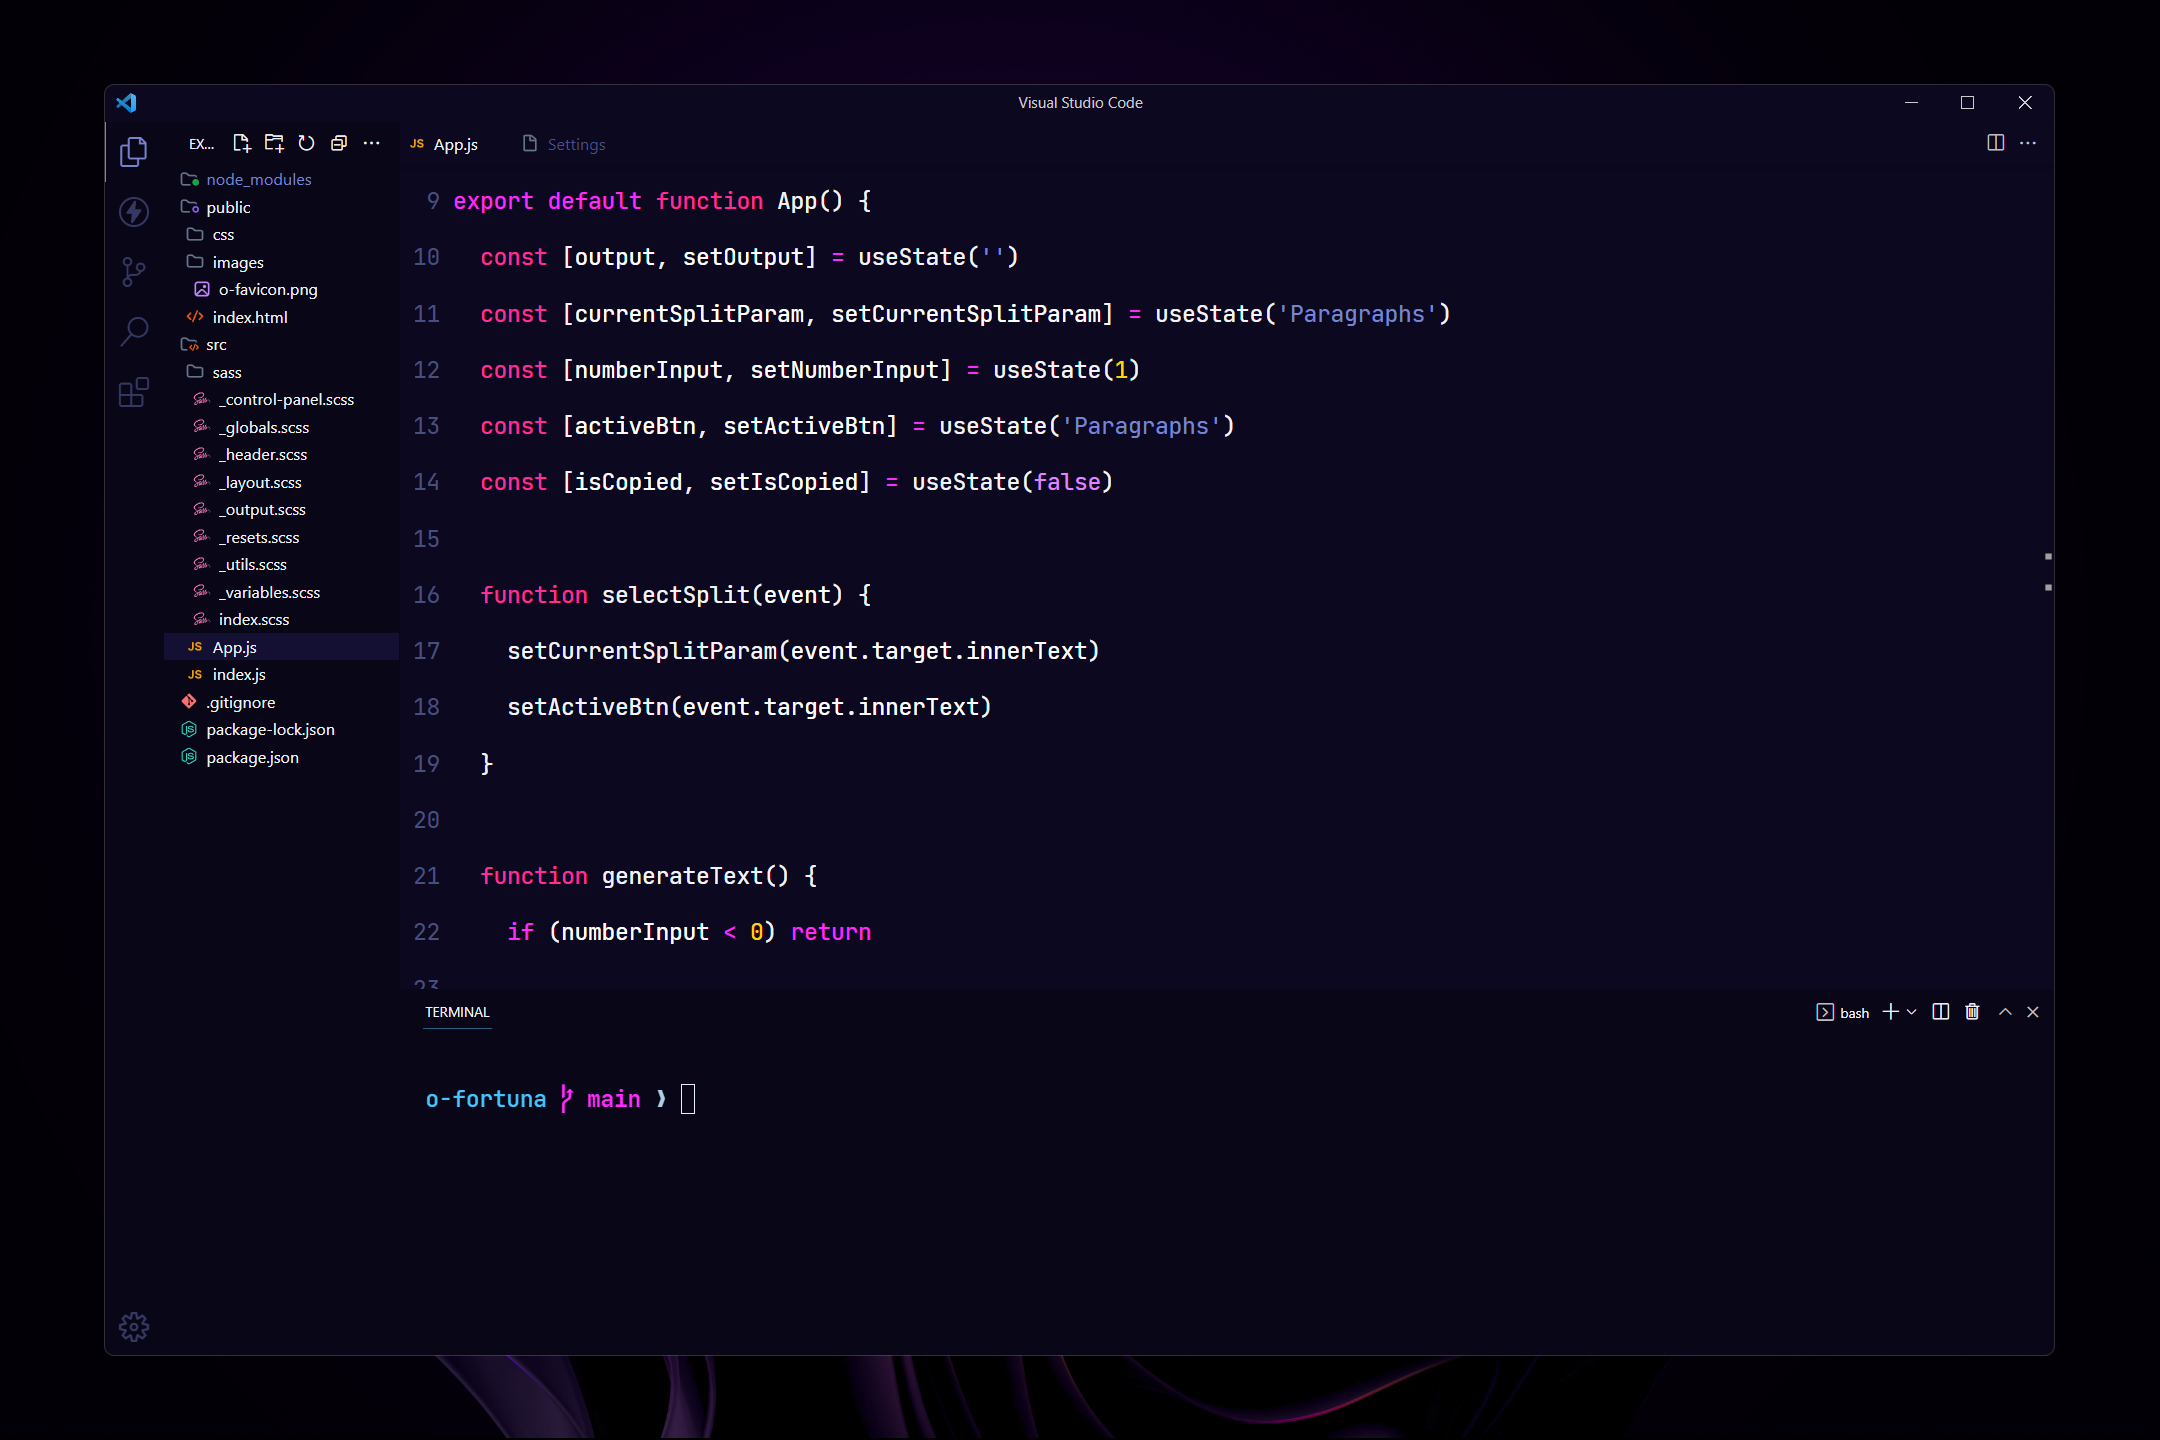 Visual Studio Code
EX...
node_modules
public
css
images
o-favicon.png
index.html
src
sass
_control-panel.scss
_globals.scss
_header.scss
_layout.scss
_output.scss
_resets.scss
_utils.scss
_variables.scss
index.scss
JS App.js
JS index.js
.gitignore
package-lock.json
package.json
JS App.js Settings
9 export default function App() {
10 const [output, setOutput] = useState('')
11 const [currentSplitParam, setCurrentSplitParam] = useState('Paragraphs')
12 const [numberInput, setNumberInput] = useState(1)
13 const [activeBtn, setActiveBtn] = useState('Paragraphs')
14 const [isCopied, setIsCopied] = useState(false)
15
16 function selectSplit(event) {
17 setCurrentSplitParam(event.target.innerText)
18 setActiveBtn(event.target.innerText)
19 }
20
21 function generateText() {
22 if (numberInput < 0) return
23
TERMINAL
bash
o-fortuna main ❱